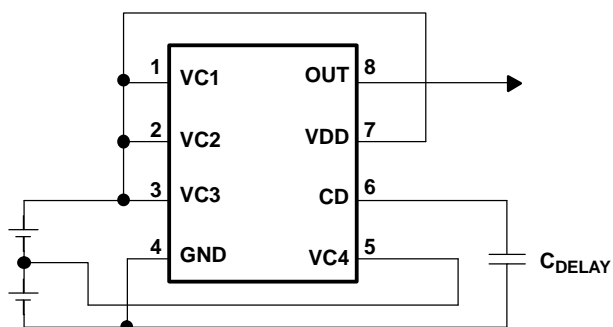 1 VC1 OUT 8
2 VC2 VDD 7
3 VC3 CD 6
4 GND VC4 5
CDELAY